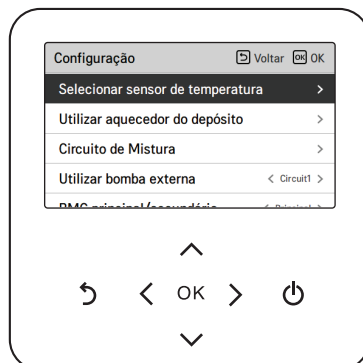 Configuração Voltar OK OK
Selecionar sensor de temperatura
Utilizar aquecedor do depósito
Circuito de Mistura
Utilizar bomba externa < Circuit1 >
OK